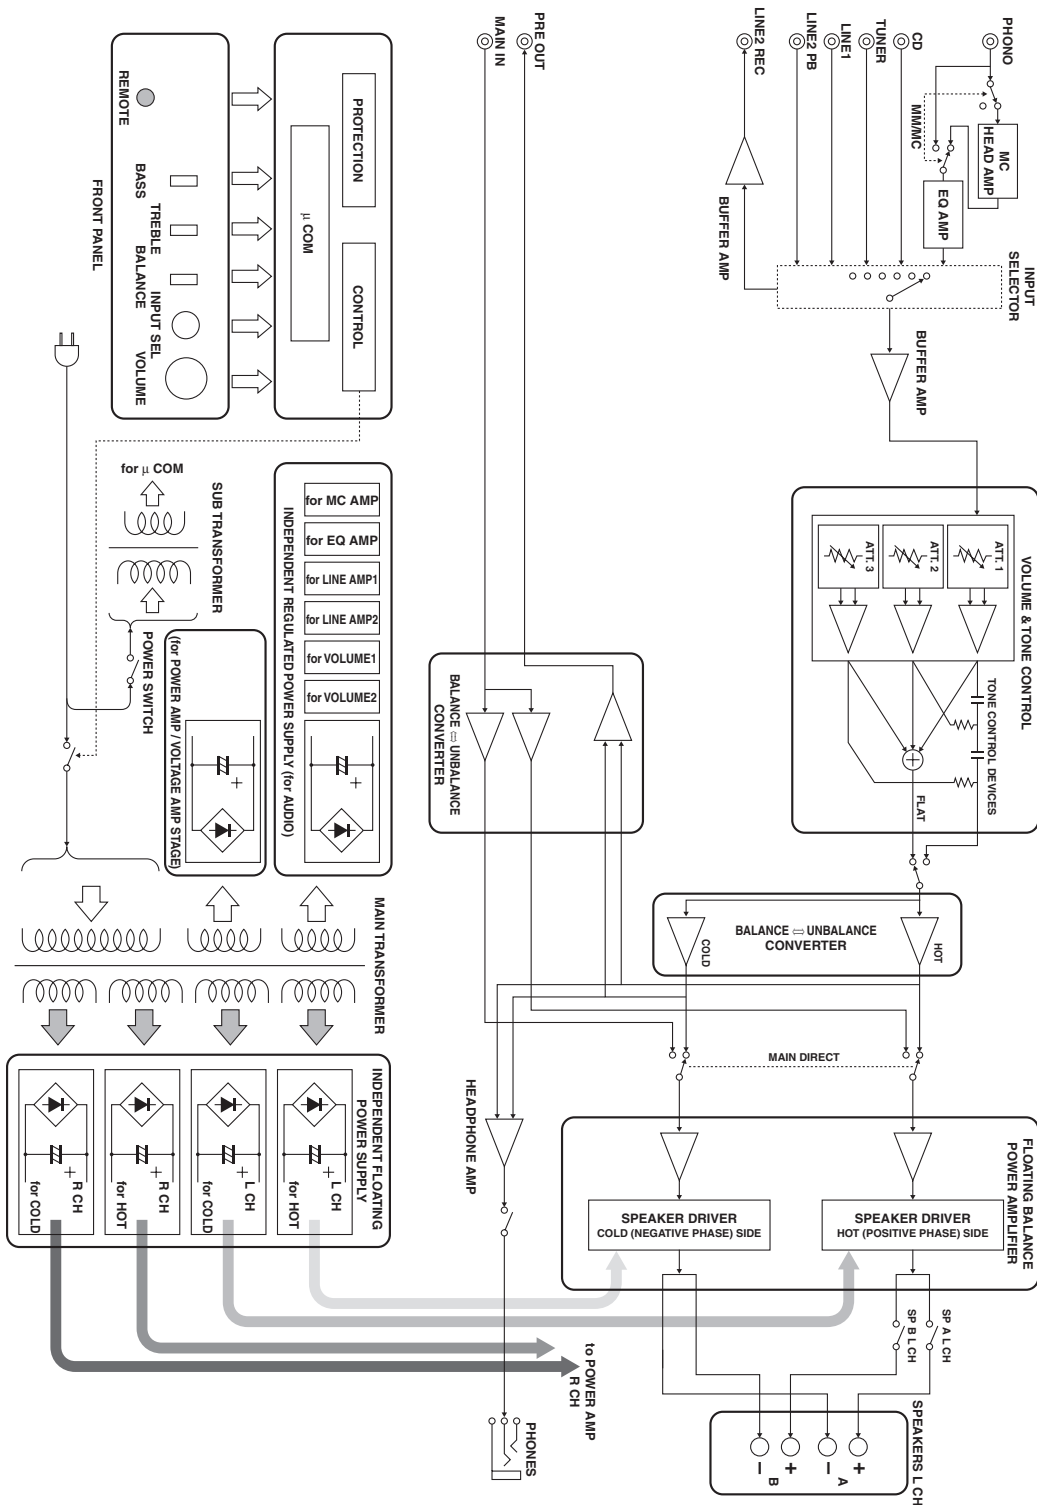 PHONO
CD
TUNER
LINE1
LINE2 PB
LINE2 REC
PRE OUT
MAIN IN
MM/MC
MC
HEAD AMP
EQ AMP
INPUT
SELECTOR
BUFFER AMP
BUFFER AMP
VOLUME & TONE CONTROL
ATT. 1
ATT. 2
ATT. 3
TONE CONTROL DEVICES
FLAT
BALANCE ⇔ UNBALANCE
CONVERTER
HOT
COLD
BALANCE ⇔ UNBALANCE
CONVERTER
MAIN DIRECT
FLOATING BALANCE
POWER AMPLIFIER
SPEAKER DRIVER
HOT (POSITIVE PHASE) SIDE
SPEAKER DRIVER
COLD (NEGATIVE PHASE) SIDE
SP A L CH
SP B L CH
SPEAKERS L CH
+
–
A
+
–
B
HEADPHONE AMP
PHONES
PROTECTION
CONTROL
μ COM
REMOTE
BASS
TREBLE
BALANCE
INPUT SEL
VOLUME
FRONT PANEL
for μ COM
SUB TRANSFORMER
POWER SWITCH
for MC AMP
for EQ AMP
for LINE AMP1
for LINE AMP2
for VOLUME1
for VOLUME2
+
INDEPENDENT REGULATED POWER SUPPLY (for AUDIO)
+
(for POWER AMP / VOLTAGE AMP STAGE)
MAIN TRANSFORMER
INDEPENDENT FLOATING
POWER SUPPLY
+
L CH
for HOT
+
L CH
for COLD
+
R CH
for HOT
+
R CH
for COLD
to POWER AMP
R CH